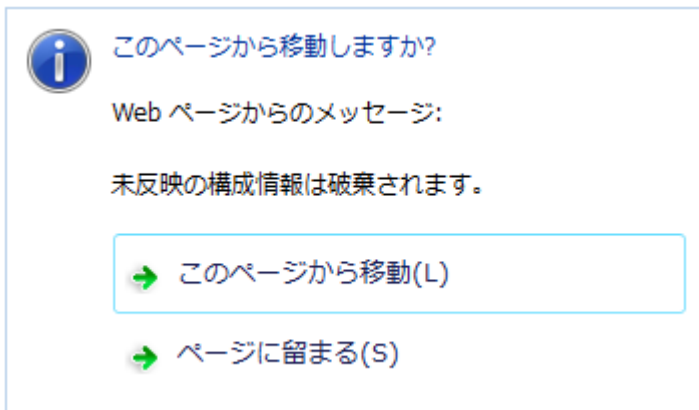 このページから移動しますか?
Web ページからのメッセージ:
未反映の構成情報は破棄されます。
このページから移動(L)
ページに留まる(S)